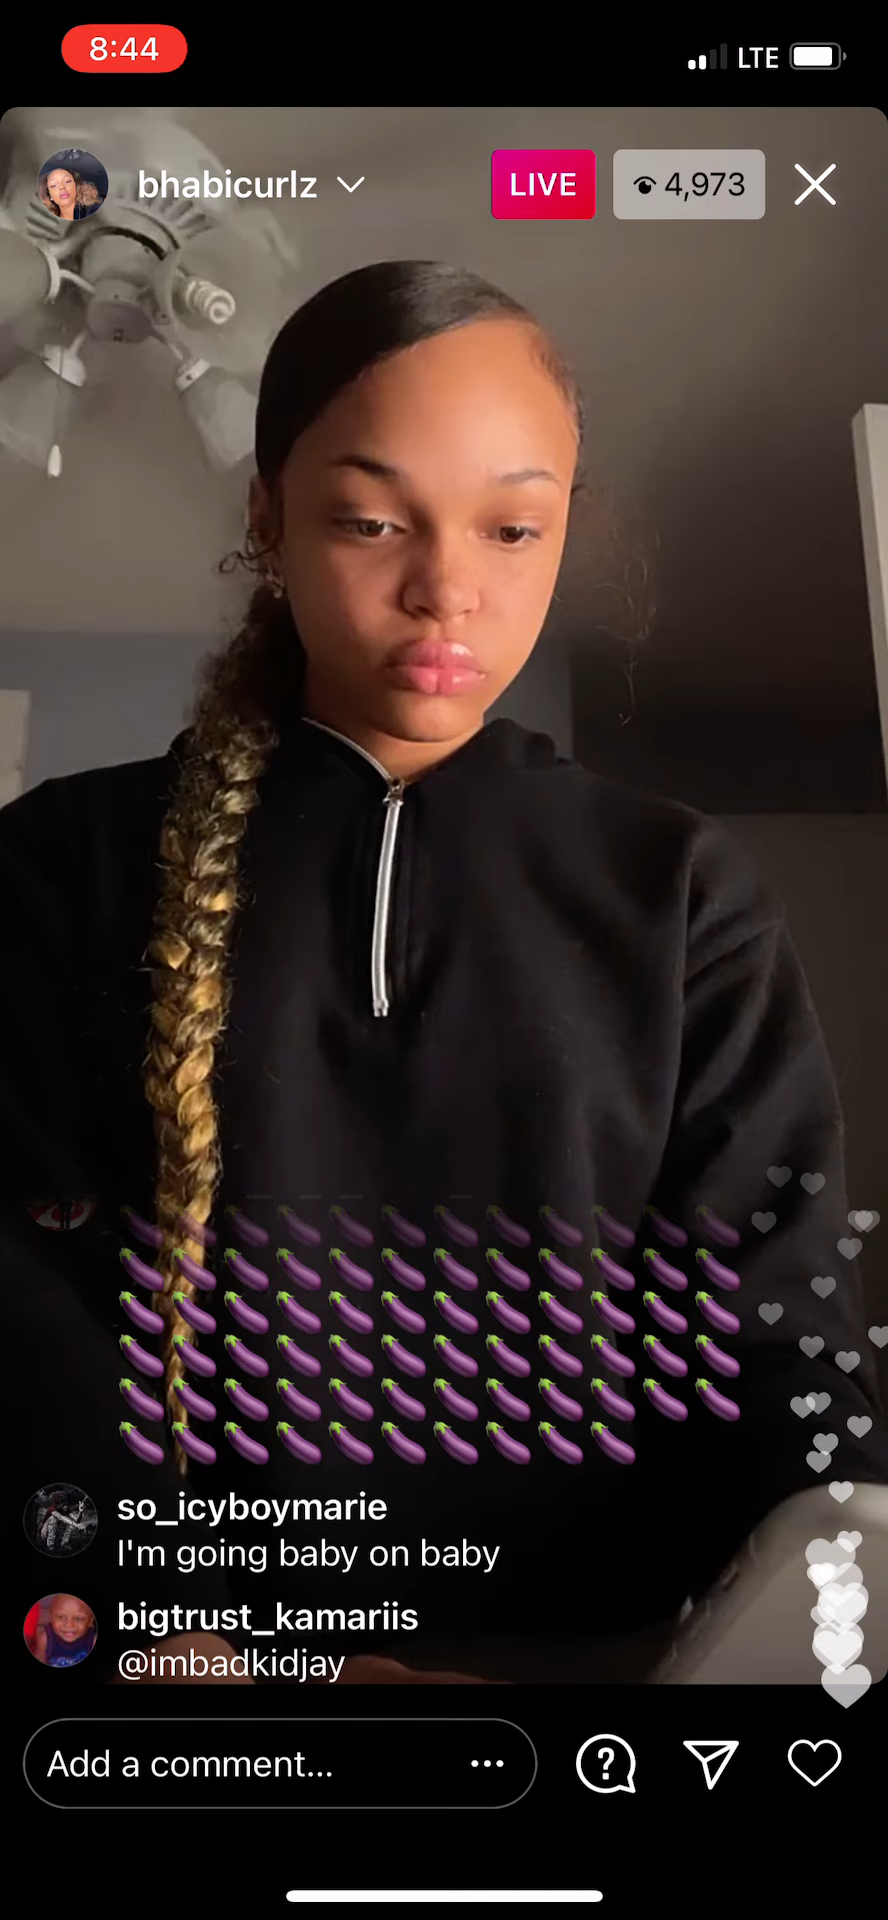 8:44
LTE
bhabicurlz
LIVE
4,973
so_icyboymarie
I'm going baby on baby
bigtrust_kamariis
@imbadkidjay
Add a comment...